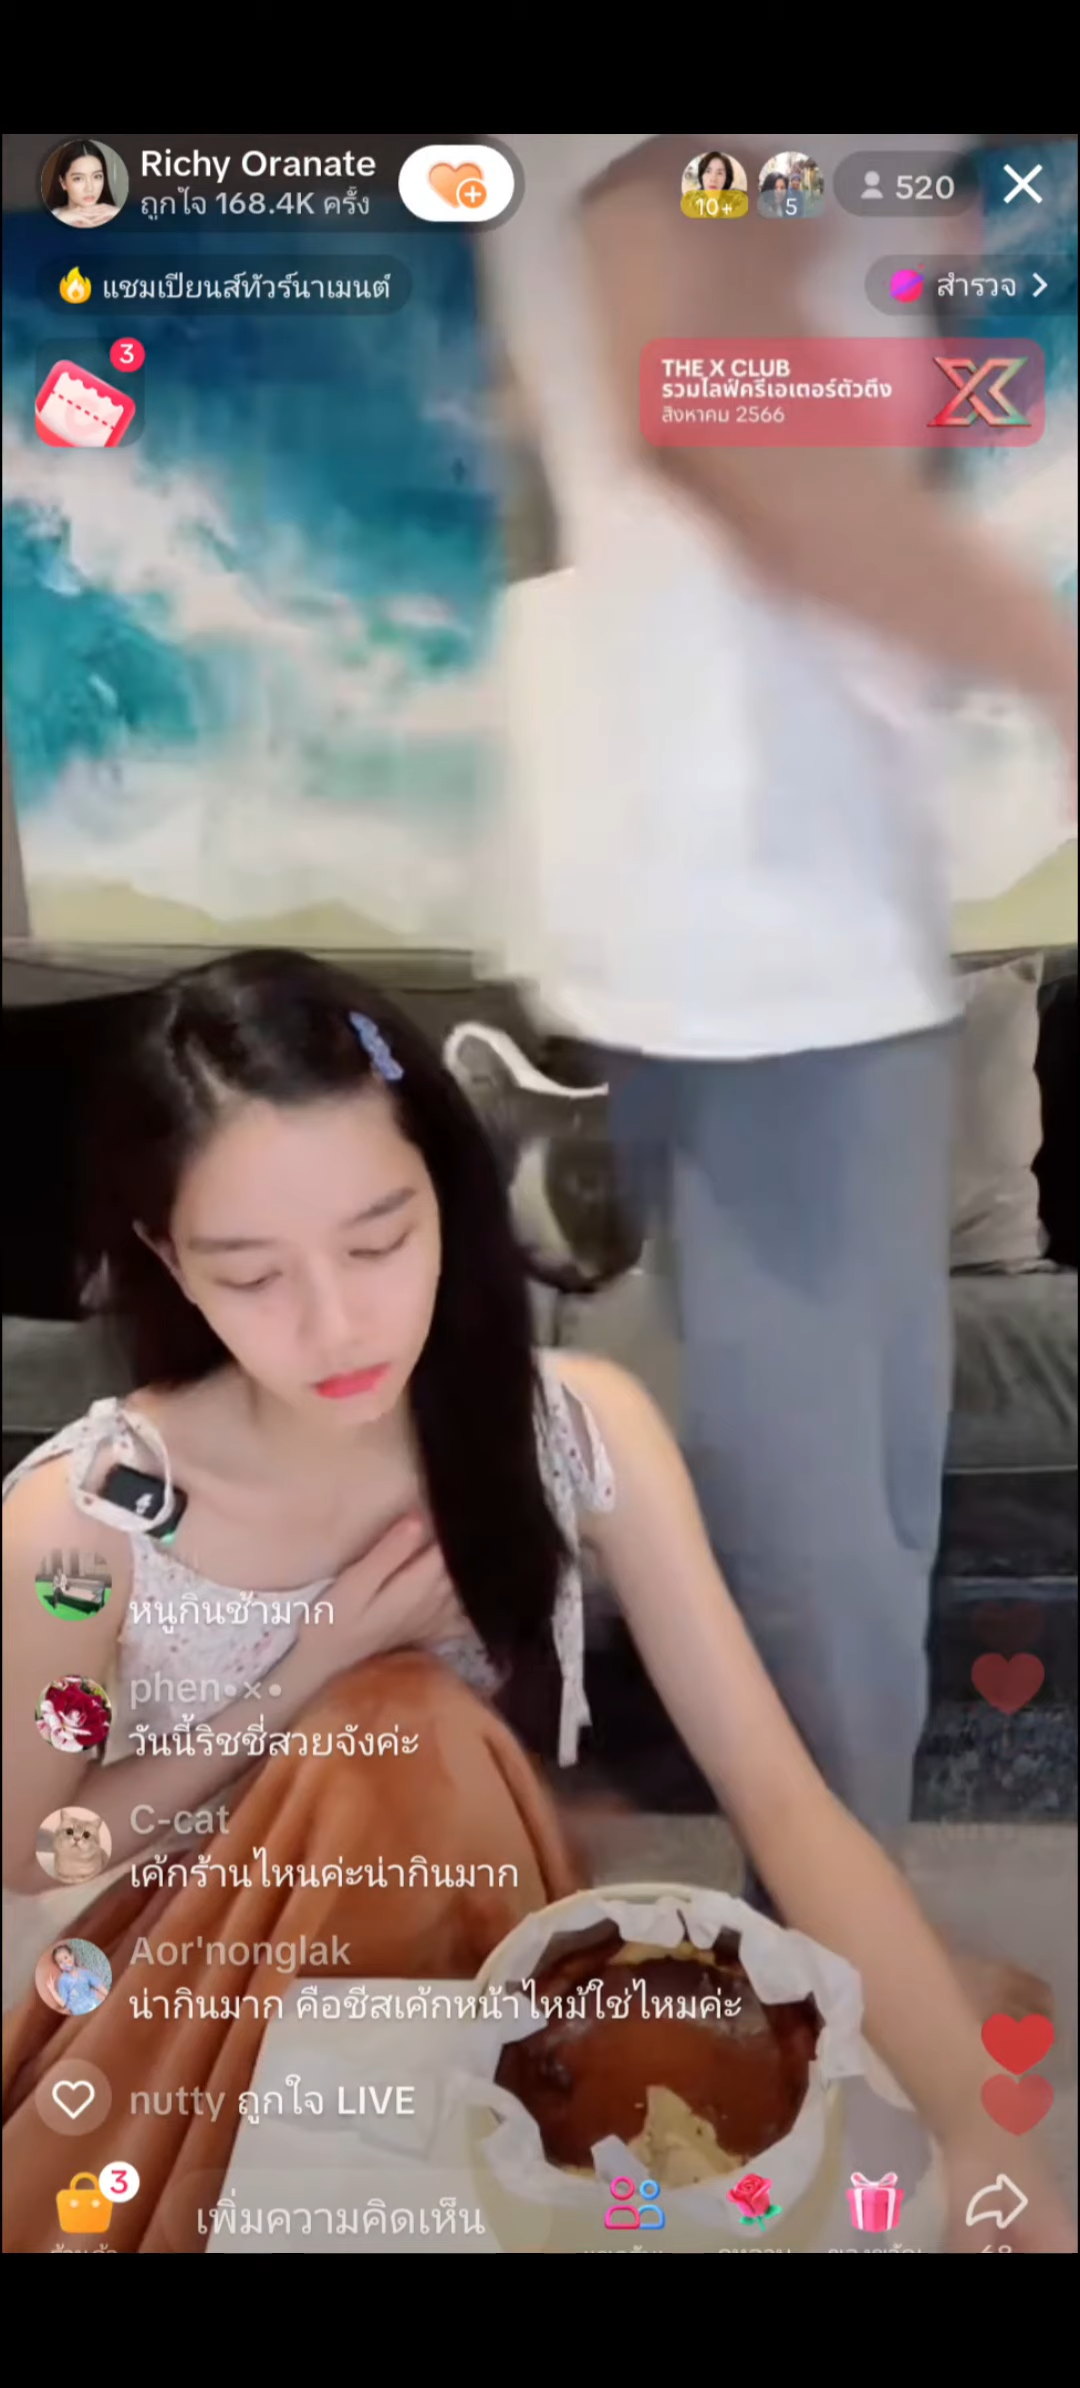 Richy Oranate
ถูกใจ 168.4K ครั้ง
10+
5
520
แชมเปียนส์ทัวร์นาเมนต์
สำรวจ
3
THE X CLUB
รวมไลฟ์ครีเอเตอร์ตัวตึง
สิงหาคม 2566
หนูกินช้ามาก
phen•×•
วันนี้ริชชี่สวยจังค่ะ
C-cat
เค้กร้านไหนค่ะน่ากินมาก
Aor'nonglak
น่ากินมาก คือชีสเค้กหน้าไหม้ใช่ไหมค่ะ
nutty ถูกใจ LIVE
3
เพิ่มความคิดเห็น